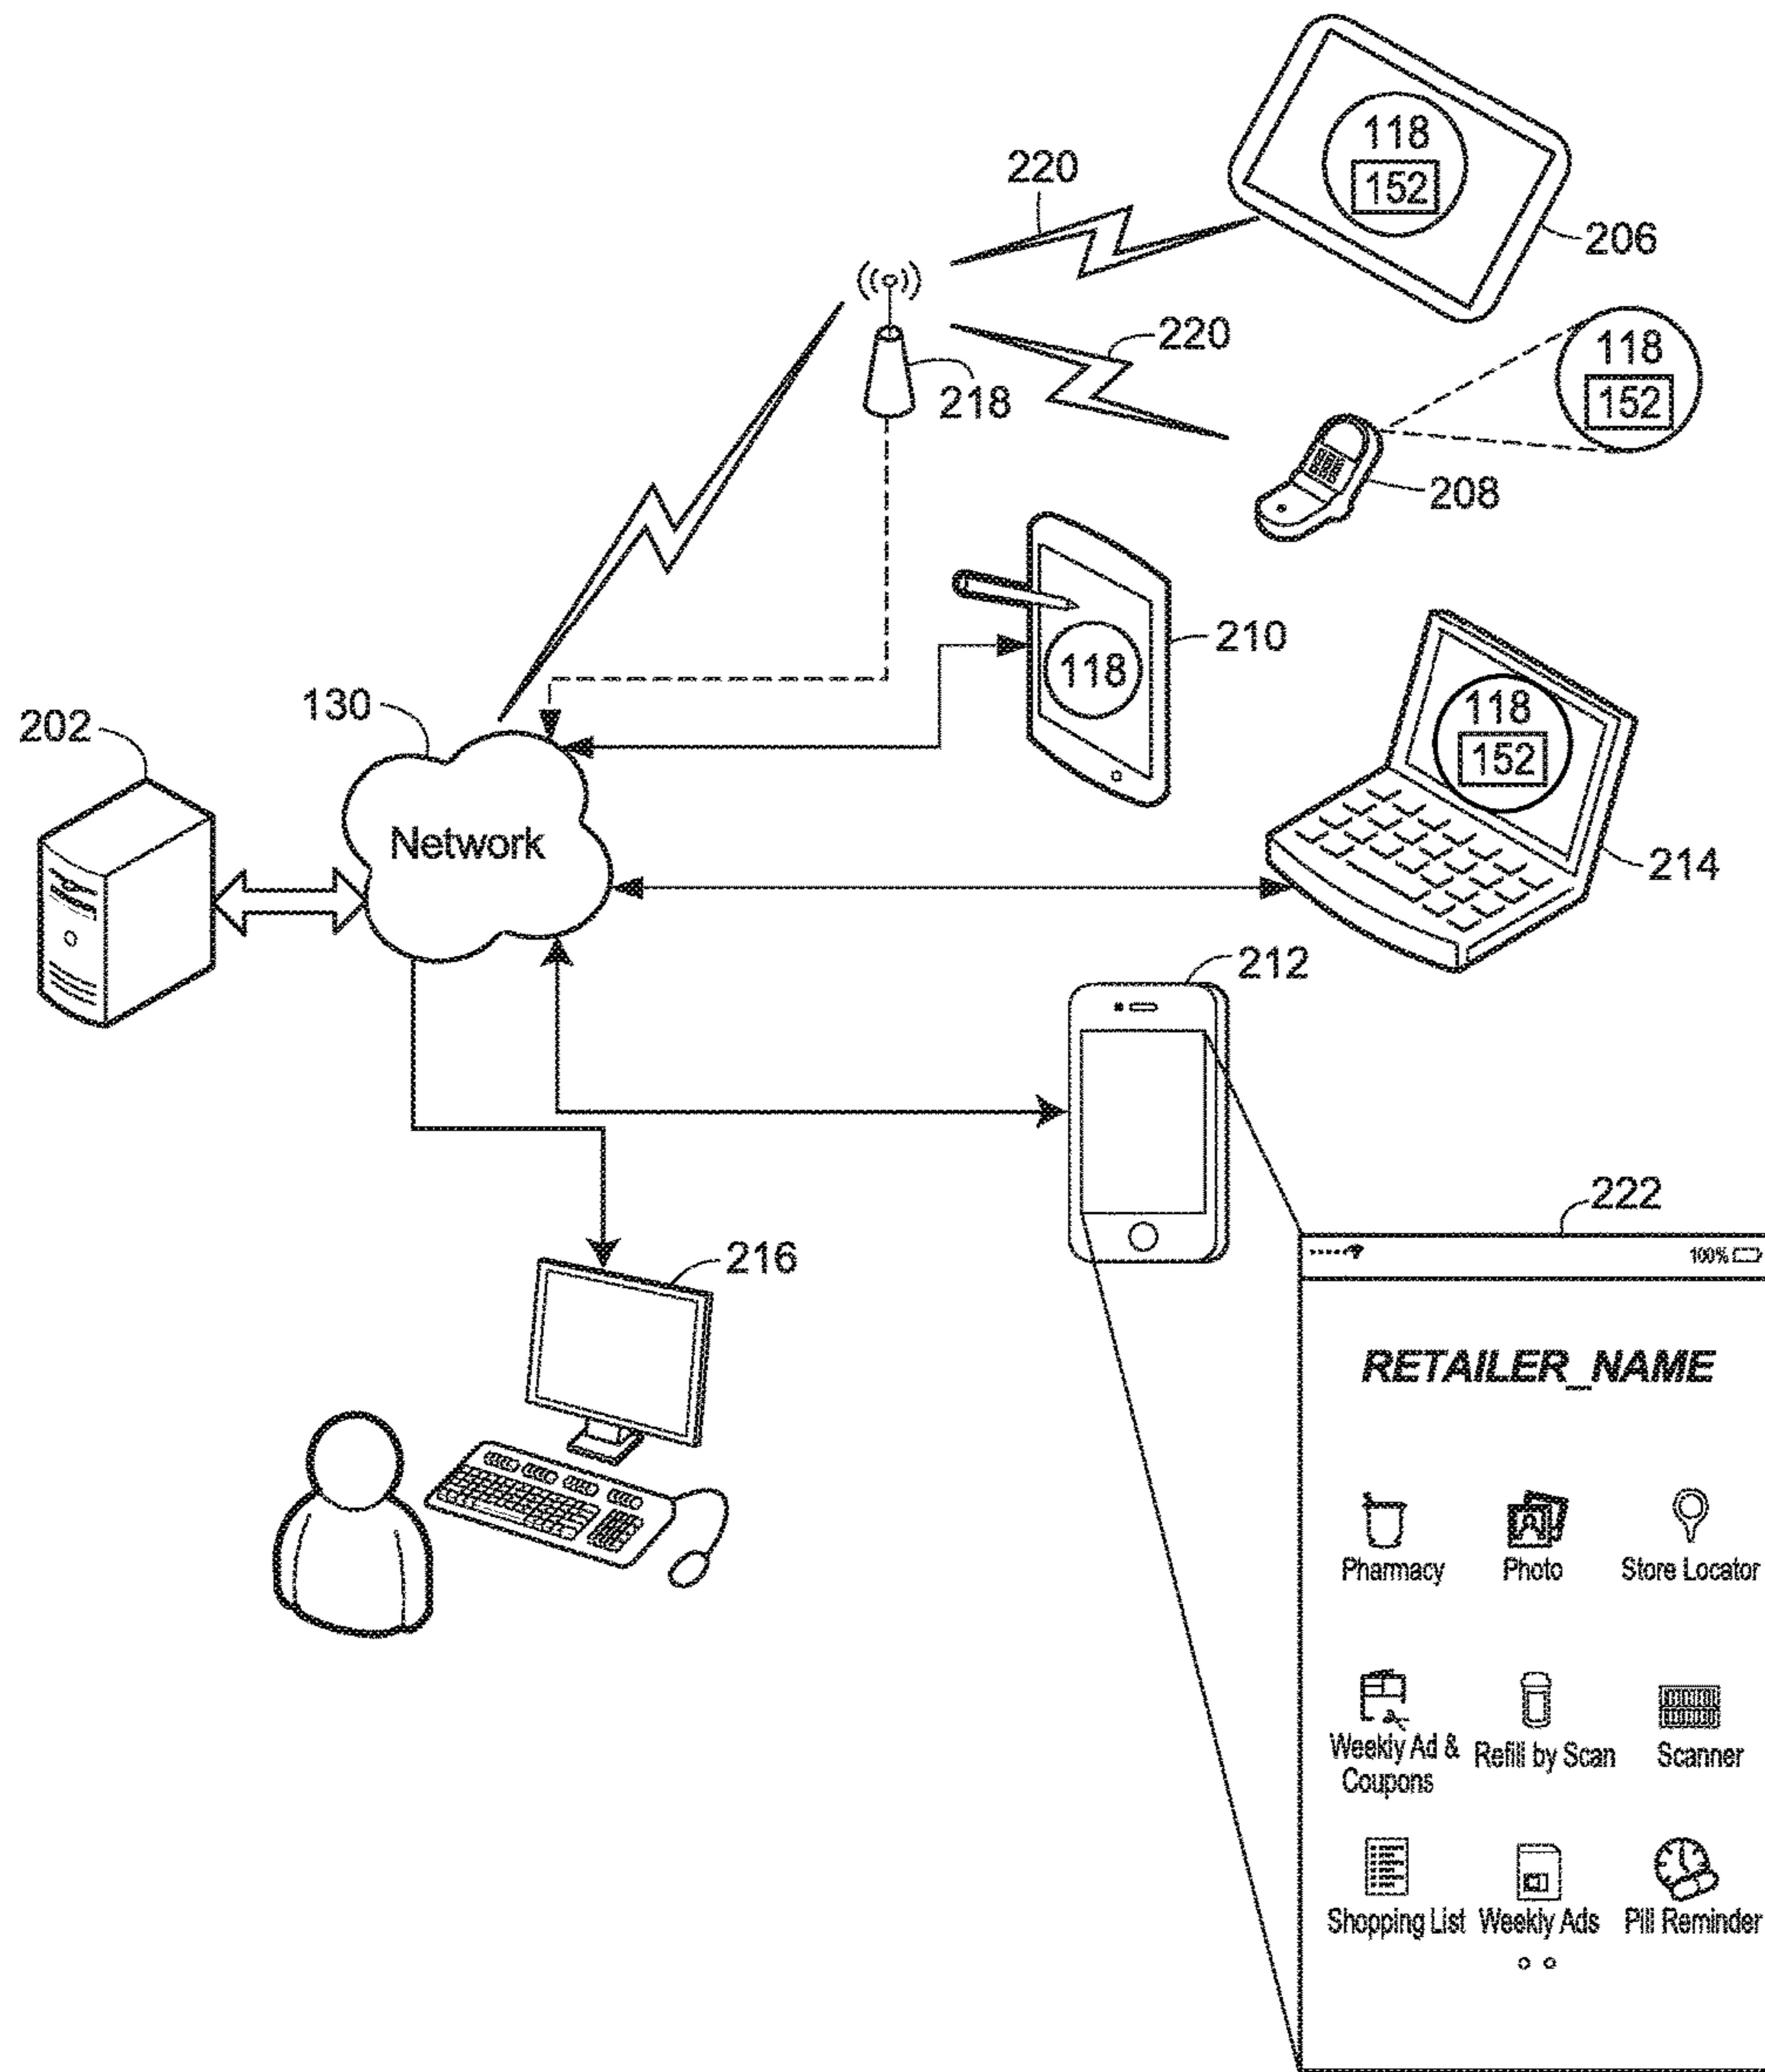 118
152
220
206
220
118
152
218
208
210
118
118
152
130
202
Network
214
212
222
100%
216
RETAILER_NAME
Pharmacy
Photo
Store Locator
Weekly Ad &
Coupons
Refill by Scan
Scanner
Shopping List
Weekly Ads
Pill Reminder